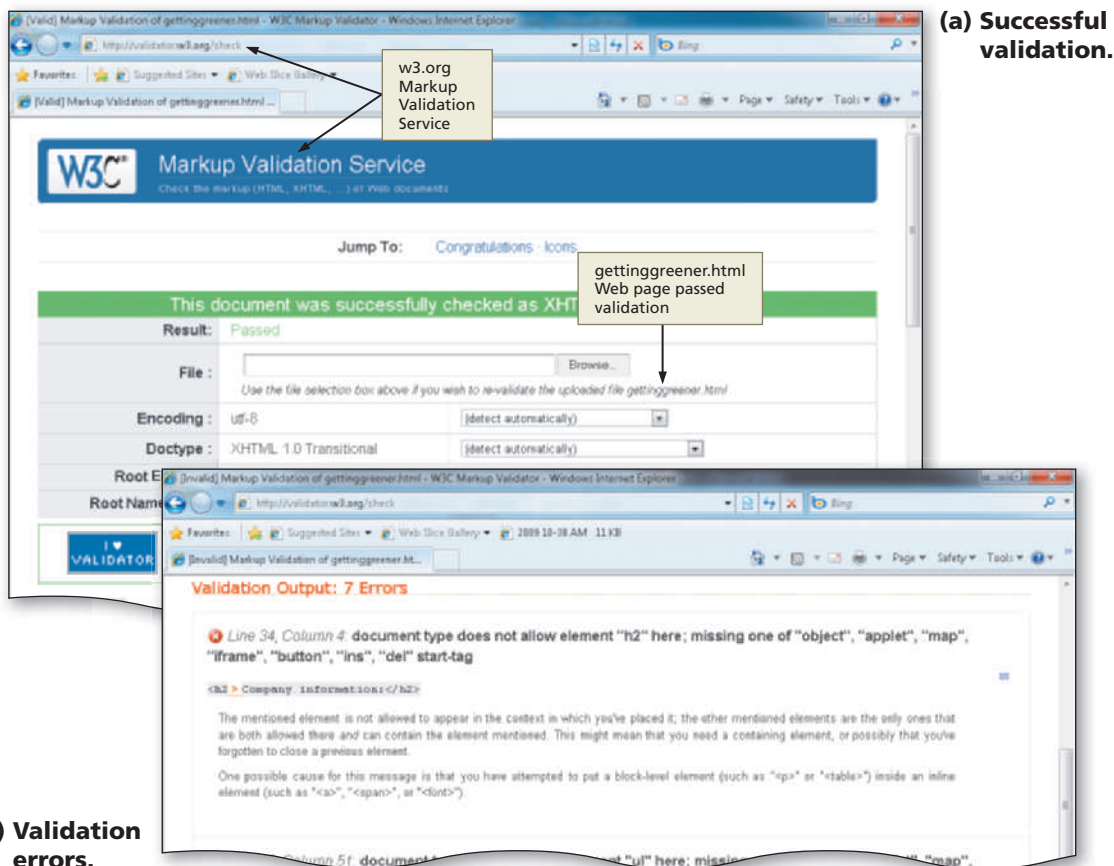 (a) Successful validation.
[Valid] Markup Validation of gettinggreener.html - W3C Markup Validator - Windows Internet Explorer
http://validator.w3.org/check
Bing
Favorites Suggested Sites Web Slice Gallery
[Valid] Markup Validation of gettinggreener.html ...
Page Safety Tools
w3.org
Markup
Validation
Service
W3C
Markup Validation Service
Check the markup (HTML, XHTML, ...) of Web documents
Jump To: Congratulations · Icons
gettinggreener.html
Web page passed
validation
This document was successfully checked as XHT
Result: Passed
File : Browse...
Use the file selection box above if you wish to re-validate the uploaded file gettinggreener.html
Encoding : utf-8 (detect automatically)
Doctype : XHTML 1.0 Transitional (detect automatically)
Root E
Root Name
I ♥
VALIDATOR
[Invalid] Markup Validation of gettinggreener.html - W3C Markup Validator - Windows Internet Explorer
http://validator.w3.org/check
Bing
Favorites Suggested Sites Web Slice Gallery 2009 10-38 AM 11 KB
[Invalid] Markup Validation of gettinggreener.ht...
Page Safety Tools
Validation Output: 7 Errors
Line 34, Column 4: document type does not allow element "h2" here; missing one of "object", "applet", "map",
"iframe", "button", "ins", "del" start-tag
<h2>Company information:</h2>
The mentioned element is not allowed to appear in the context in which you've placed it; the other mentioned elements are the only ones that
are both allowed there and can contain the element mentioned. This might mean that you need a containing element, or possibly that you've
forgotten to close a previous element.
One possible cause for this message is that you have attempted to put a block-level element (such as "<p>" or "<table>") inside an inline
element (such as "<a>", "<span>", or "<font>").
Column 51: document "ul" here; missing "map",
) Validation
errors.